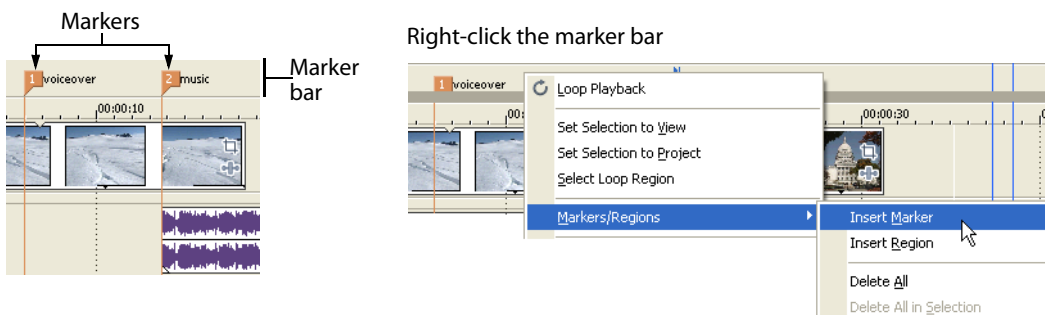 Markers
1 voiceover
2 music
Marker bar
00:00:10
Right-click the marker bar
1 voiceover
Loop Playback
00:
00:00:30
Set Selection to View
Set Selection to Project
Select Loop Region
Markers/Regions
Insert Marker
Insert Region
Delete All
Delete All in Selection